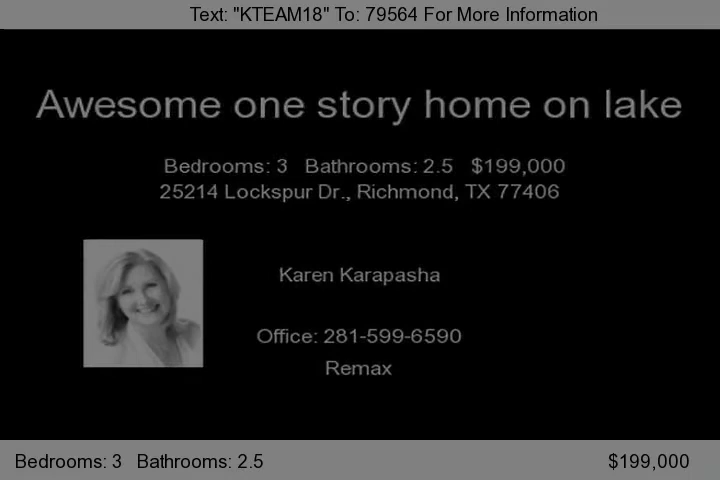 Text: "KTEAM18" To: 79564 For More Information
Awesome one story home on lake
Bedrooms: 3 Bathrooms: 2.5 $199,000
25214 Lockspur Dr., Richmond, TX 77406
Karen Karapasha
Office: 281-599-6590
Remax
Bedrooms: 3 Bathrooms: 2.5 $199,000